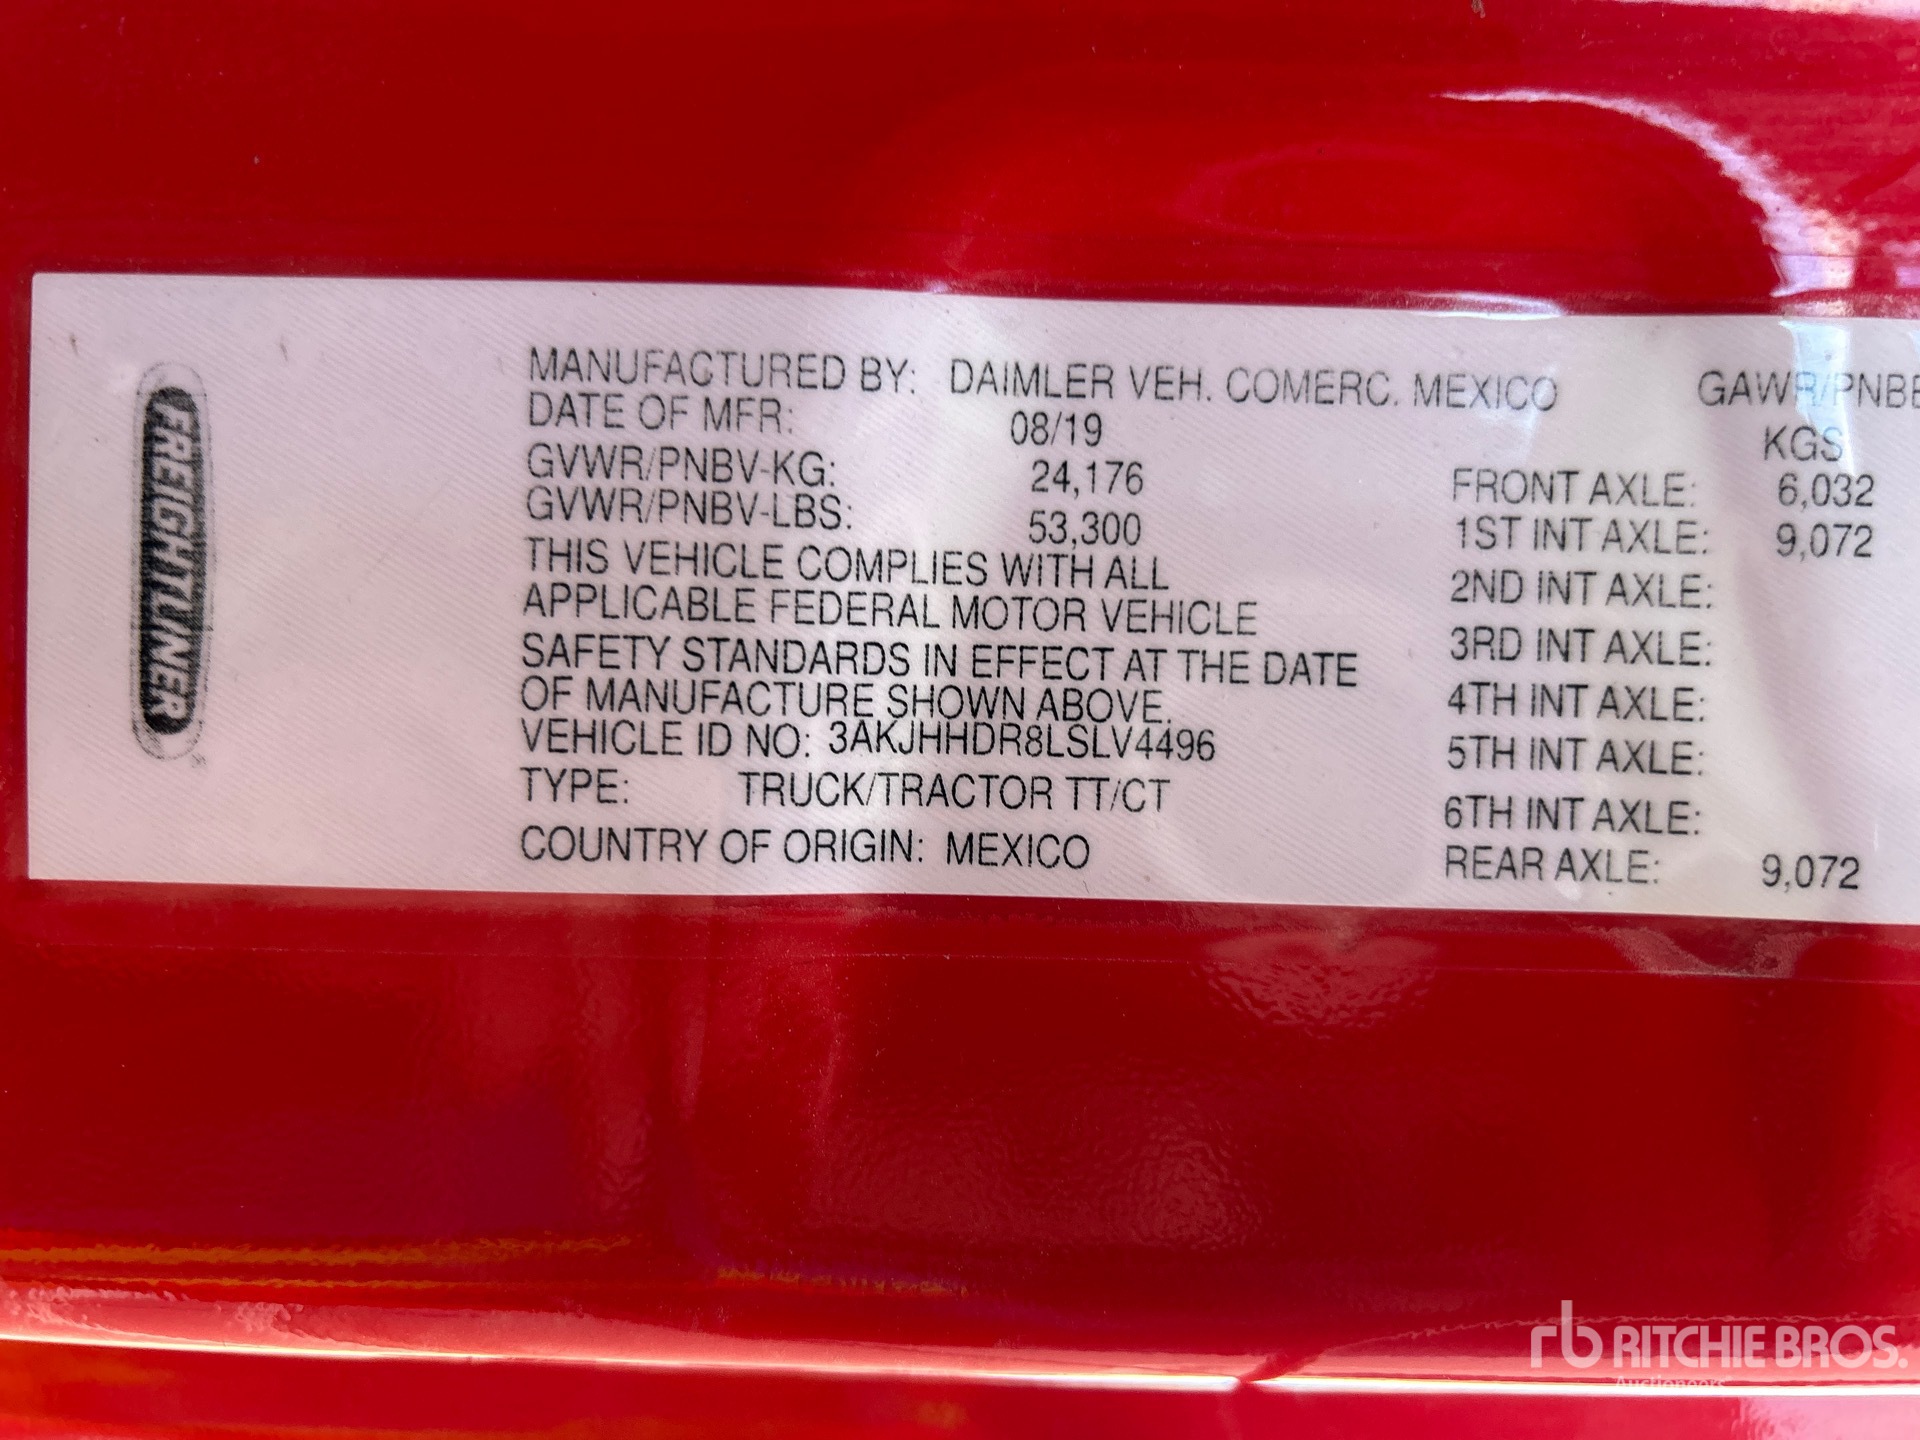 FREIGHTLINER
MANUFACTURED BY: DAIMLER VEH. COMERC. MEXICO
DATE OF MFR: 08/19
GVWR/PNBV-KG: 24,176
GVWR/PNBV-LBS: 53,300
THIS VEHICLE COMPLIES WITH ALL
APPLICABLE FEDERAL MOTOR VEHICLE
SAFETY STANDARDS IN EFFECT AT THE DATE
OF MANUFACTURE SHOWN ABOVE.
VEHICLE ID NO: 3AKJHHDR8LSLV4496
TYPE: TRUCK/TRACTOR TT/CT
COUNTRY OF ORIGIN: MEXICO
GAWR/PNBE
KGS
FRONT AXLE: 6,032
1ST INT AXLE: 9,072
2ND INT AXLE:
3RD INT AXLE:
4TH INT AXLE:
5TH INT AXLE:
6TH INT AXLE:
REAR AXLE: 9,072
rb RITCHIE BROS.
Auctioneers